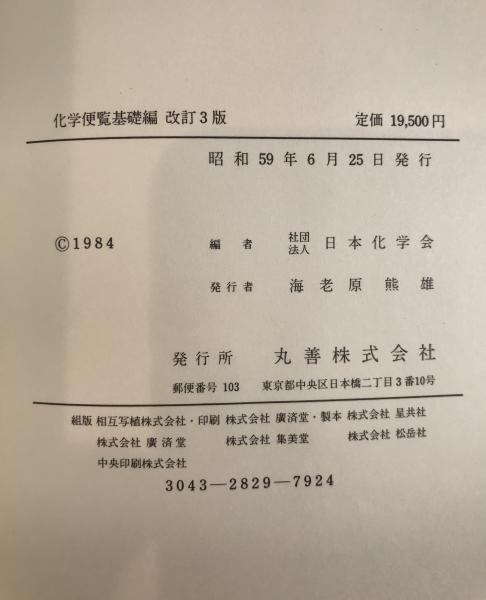 化学便覧基礎編 改訂3版 定価 19,500円
昭和59年6月25日発行
©1984 編者 社団法人 日本化学会
発行者 海老原熊雄
発行所 丸善株式会社
郵便番号 103 東京都中央区日本橋二丁目3番10号
組版 相互写植株式会社・印刷 株式会社 廣済堂・製本 株式会社 星共社
株式会社 廣済堂 株式会社 集美堂 株式会社 松岳社
中央印刷株式会社
3043—2829—7924